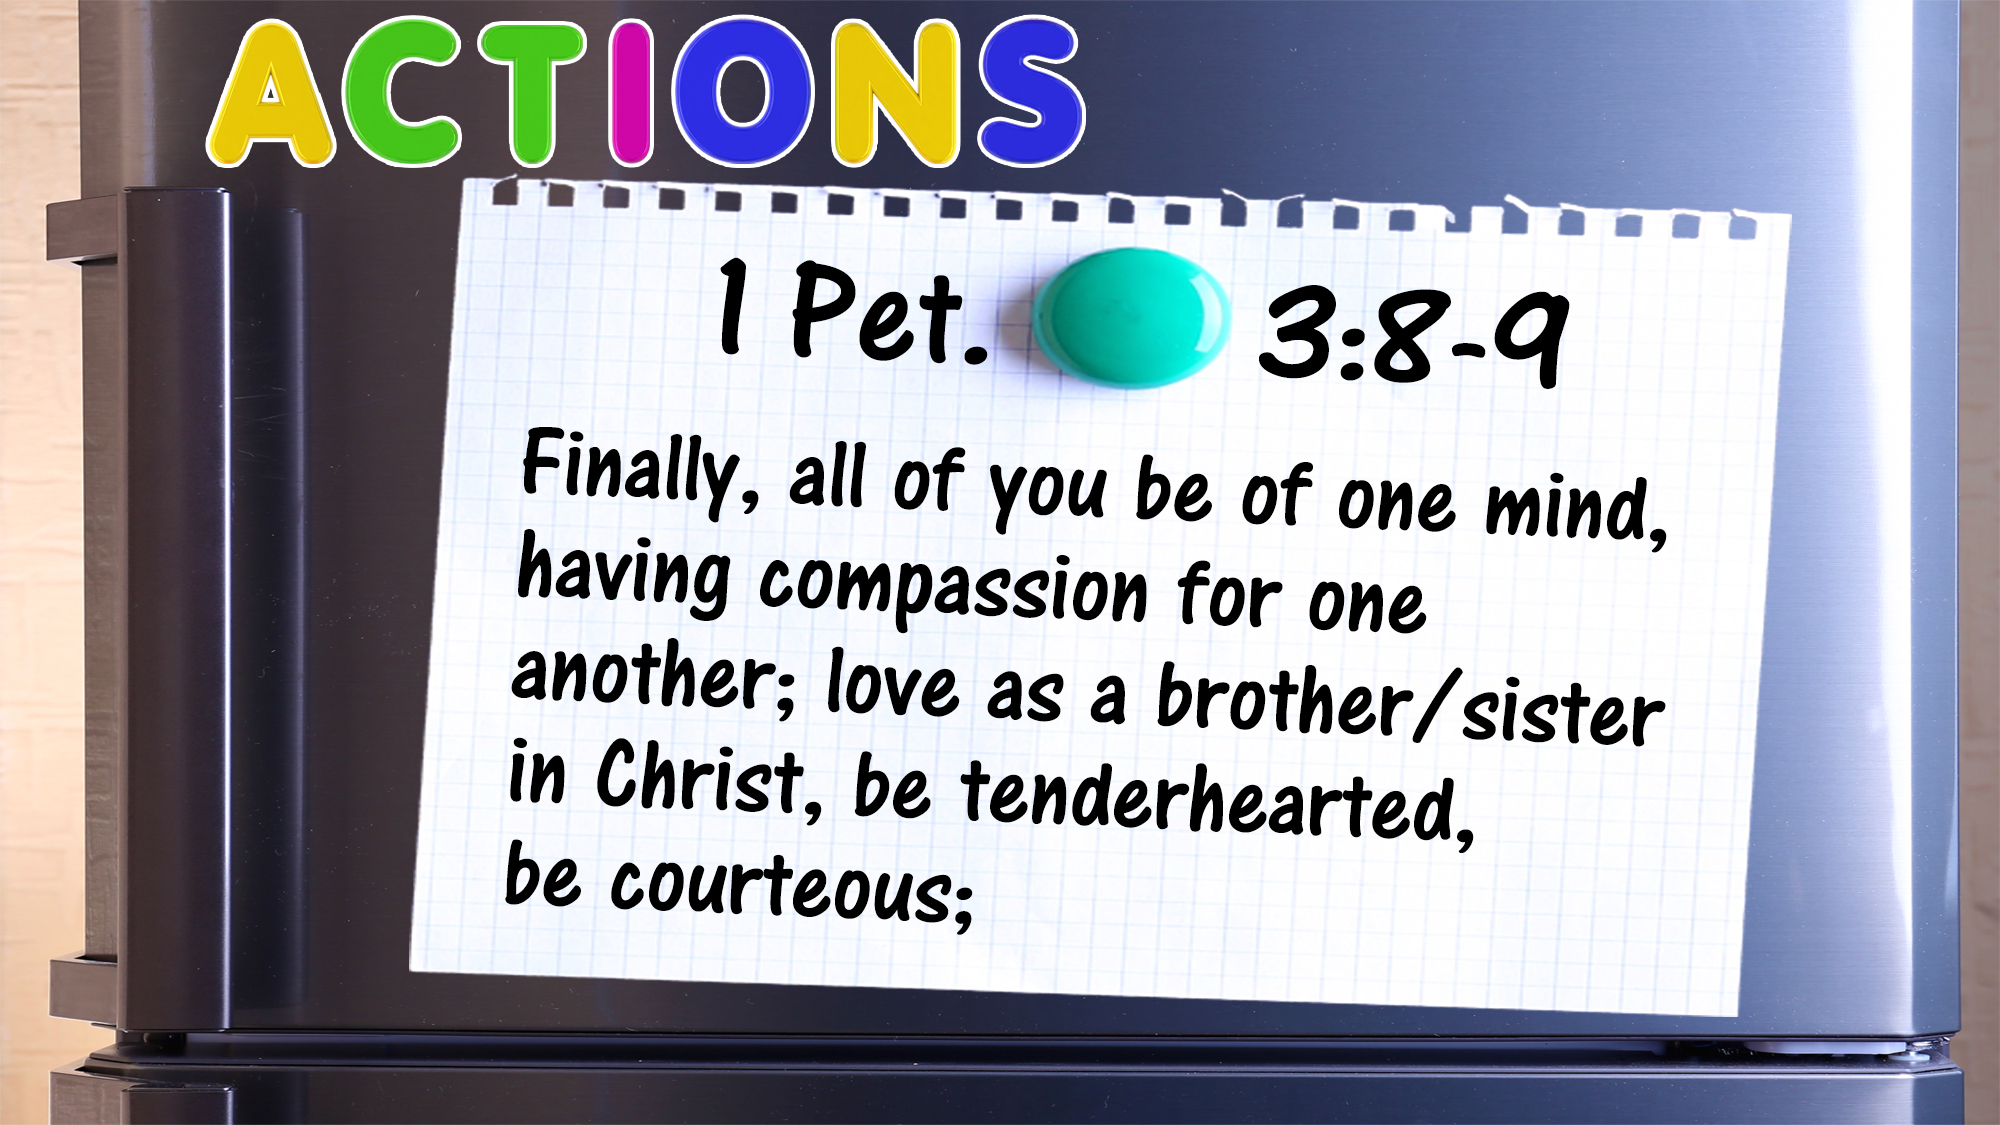 ACTIONS
1 Pet. 3:8-9
Finally, all of you be of one mind,
having compassion for one
another; love as a brother/sister
in Christ, be tenderhearted,
be courteous;